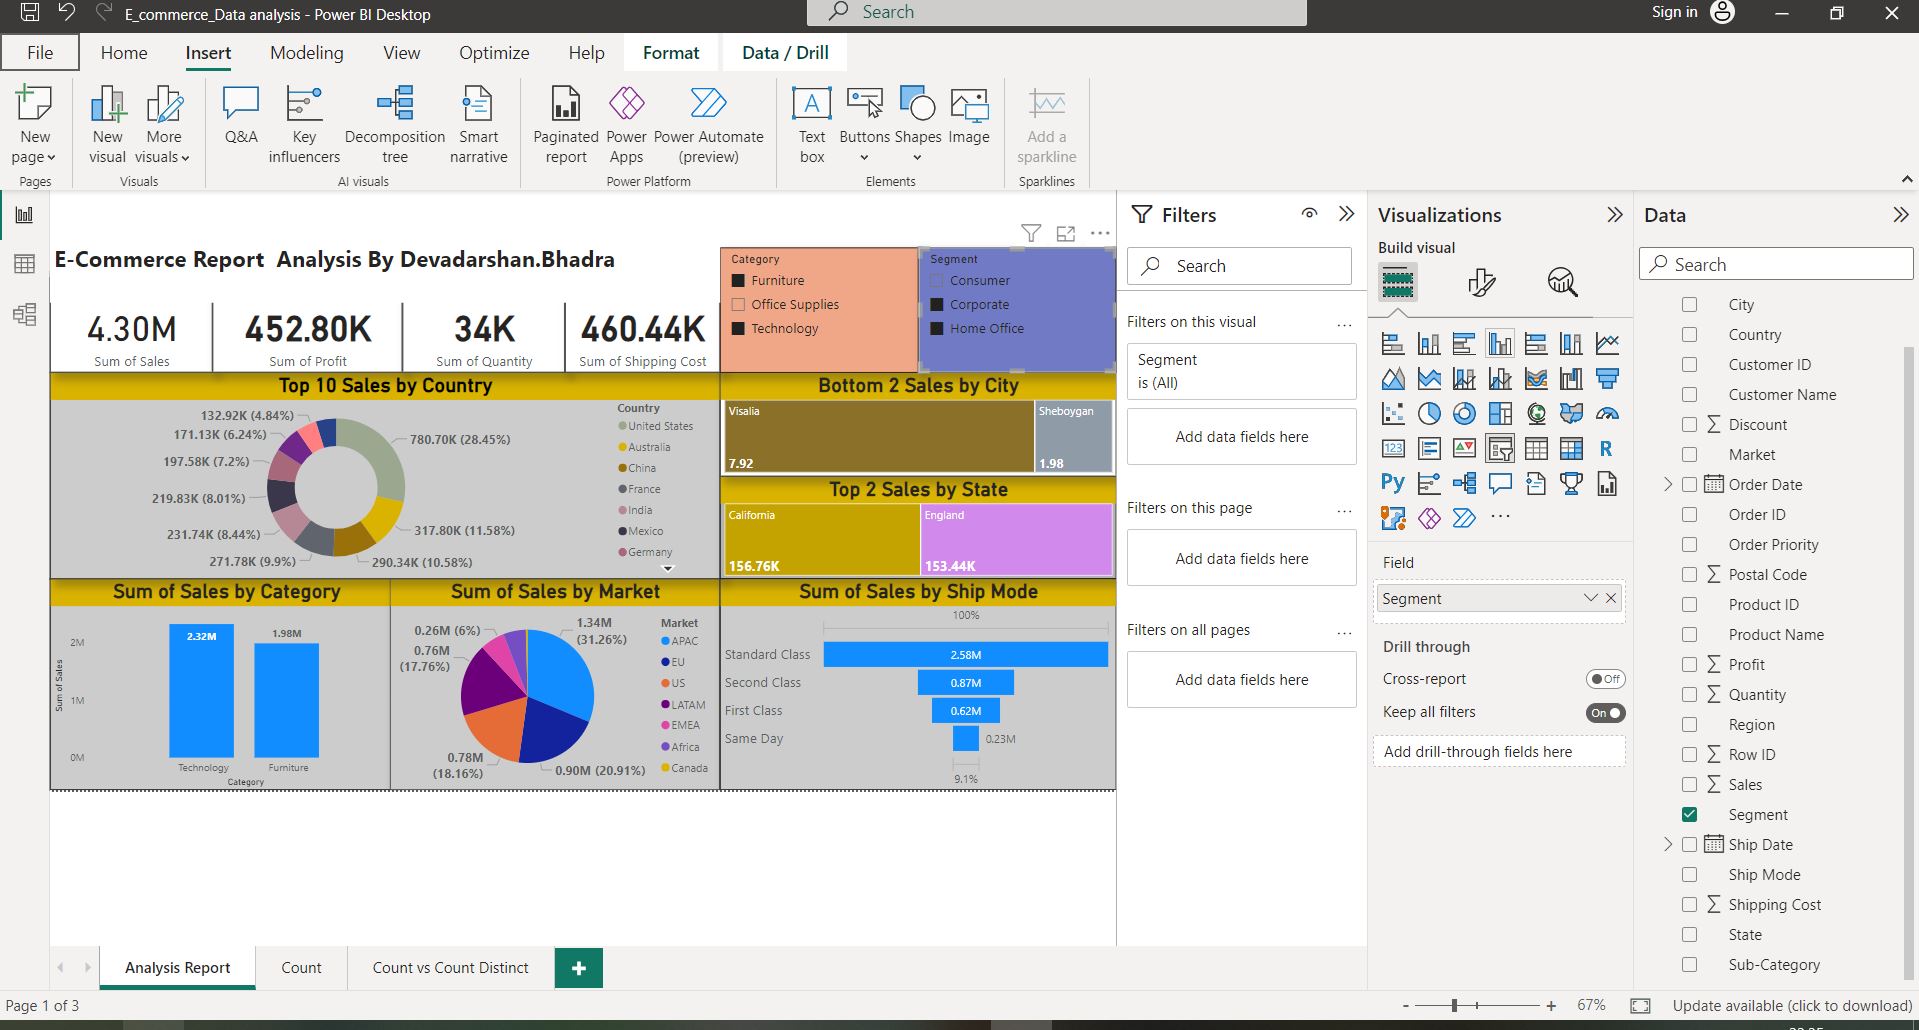 E_commerce_Data analysis - Power BI Desktop
Search
Sign in
File
Home
Insert
Modeling
View
Optimize
Help
Format
Data / Drill
New page
Pages
New visual
More visuals
Visuals
Q&A
Key influencers
Decomposition tree
Smart narrative
AI visuals
Paginated report
Power Apps
Power Automate (preview)
Power Platform
Text box
Buttons
Shapes
Image
Elements
Add a sparkline
Sparklines
E-Commerce Report Analysis By Devadarshan.Bhadra
4.30M
Sum of Sales
452.80K
Sum of Profit
34K
Sum of Quantity
460.44K
Sum of Shipping Cost
Category
Furniture
Office Supplies
Technology
Segment
Consumer
Corporate
Home Office
Top 10 Sales by Country
132.92K (4.84%)
171.13K (6.24%)
197.58K (7.2%)
219.83K (8.01%)
231.74K (8.44%)
271.78K (9.9%)
780.70K (28.45%)
317.80K (11.58%)
290.34K (10.58%)
Country
United States
Australia
China
France
India
Mexico
Germany
Bottom 2 Sales by City
Visalia
7.92
Sheboygan
1.98
Top 2 Sales by State
California
156.76K
England
153.44K
Sum of Sales by Category
2M
1M
0M
Sum of Sales
2.32M
1.98M
Technology
Furniture
Category
Sum of Sales by Market
0.26M (6%)
0.76M
(17.76%)
0.78M
(18.16%)
1.34M
(31.26%)
0.90M (20.91%)
Market
APAC
EU
US
LATAM
EMEA
Africa
Canada
Sum of Sales by Ship Mode
100%
Standard Class
2.58M
Second Class
0.87M
First Class
0.62M
Same Day
0.23M
9.1%
Filters
Search
Filters on this visual
...
Segment
is (All)
Add data fields here
Filters on this page
...
Add data fields here
Filters on all pages
...
Add data fields here
Visualizations
Build visual
123
R
Py
...
Field
Segment
Drill through
Cross-report
Off
Keep all filters
On
Add drill-through fields here
Data
Search
City
Country
Customer ID
Customer Name
Discount
Market
Order Date
Order ID
Order Priority
Postal Code
Product ID
Product Name
Profit
Quantity
Region
Row ID
Sales
Segment
Ship Date
Ship Mode
Shipping Cost
State
Sub-Category
Analysis Report
Count
Count vs Count Distinct
Page 1 of 3
67%
Update available (click to download)